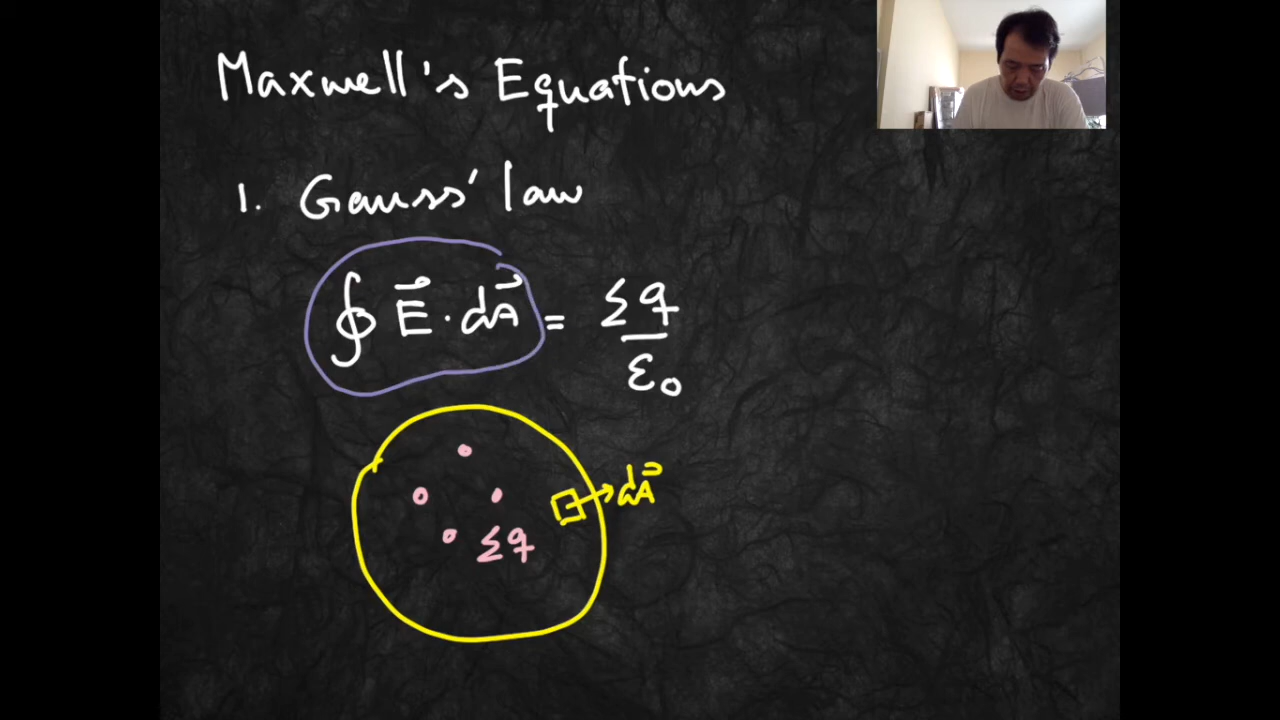 Maxwell's Equations
1. Gauss' law
∮ E⃗ · dA⃗ = Σq / ε₀
dA⃗
Σq